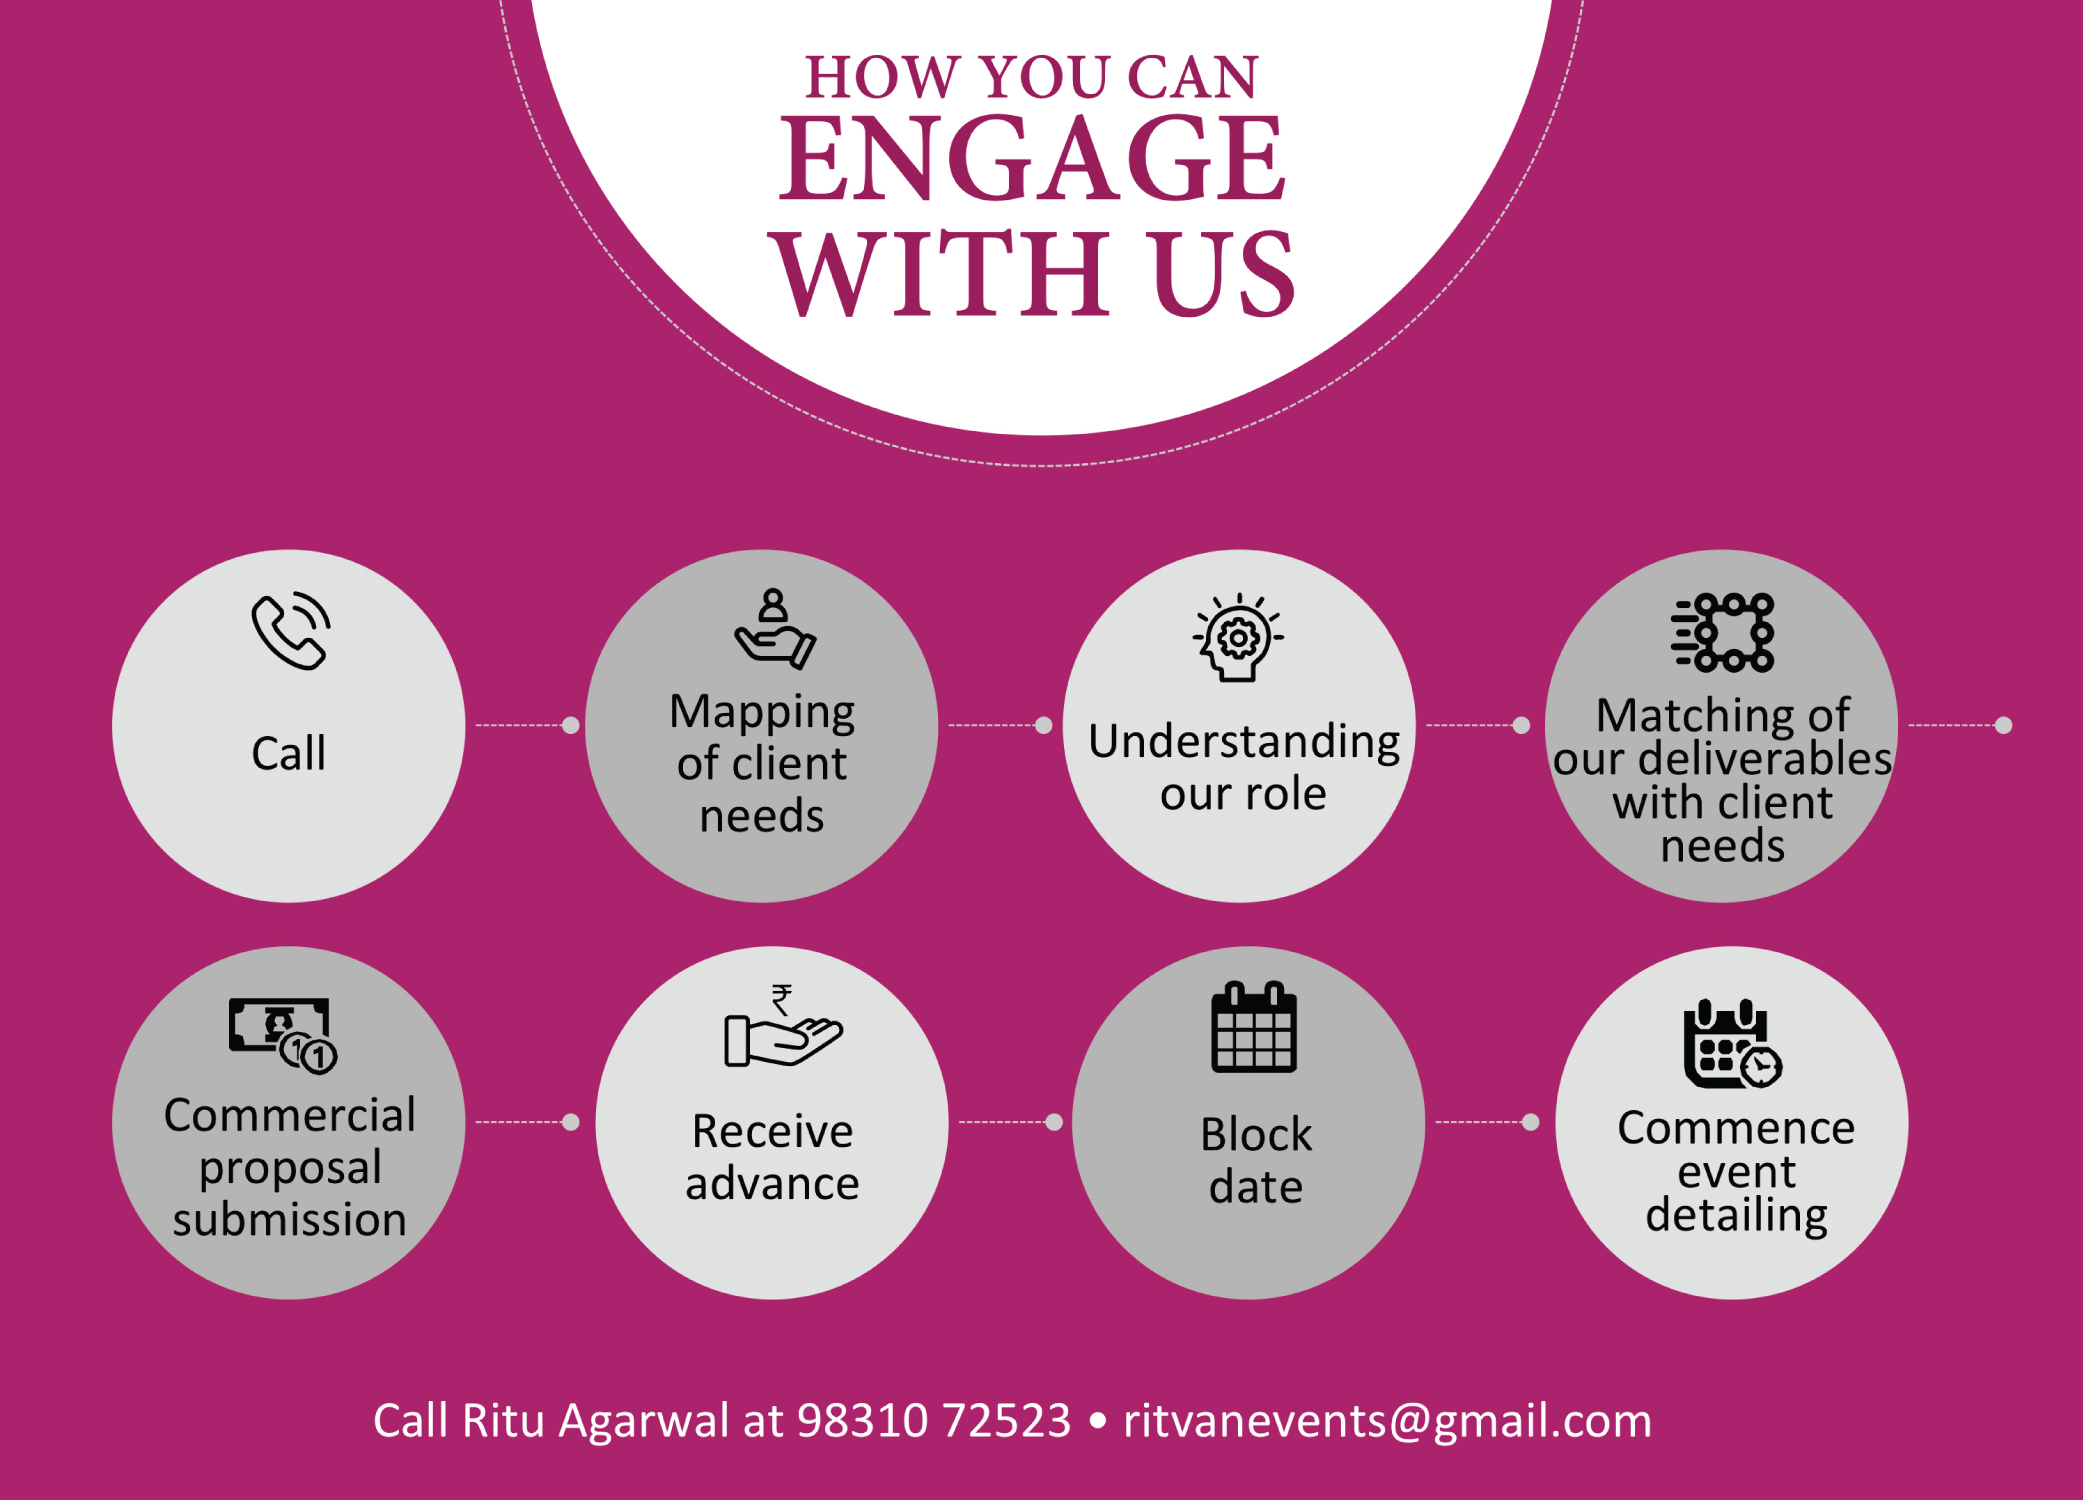 HOW YOU CAN
ENGAGE
WITH US
Call
Mapping
of client
needs
Understanding
our role
Matching of
our deliverables
with client
needs
1 1
Commercial
proposal
submission
₹
Receive
advance
Block
date
Commence
event
detailing
Call Ritu Agarwal at 98310 72523 • ritvanevents@gmail.com